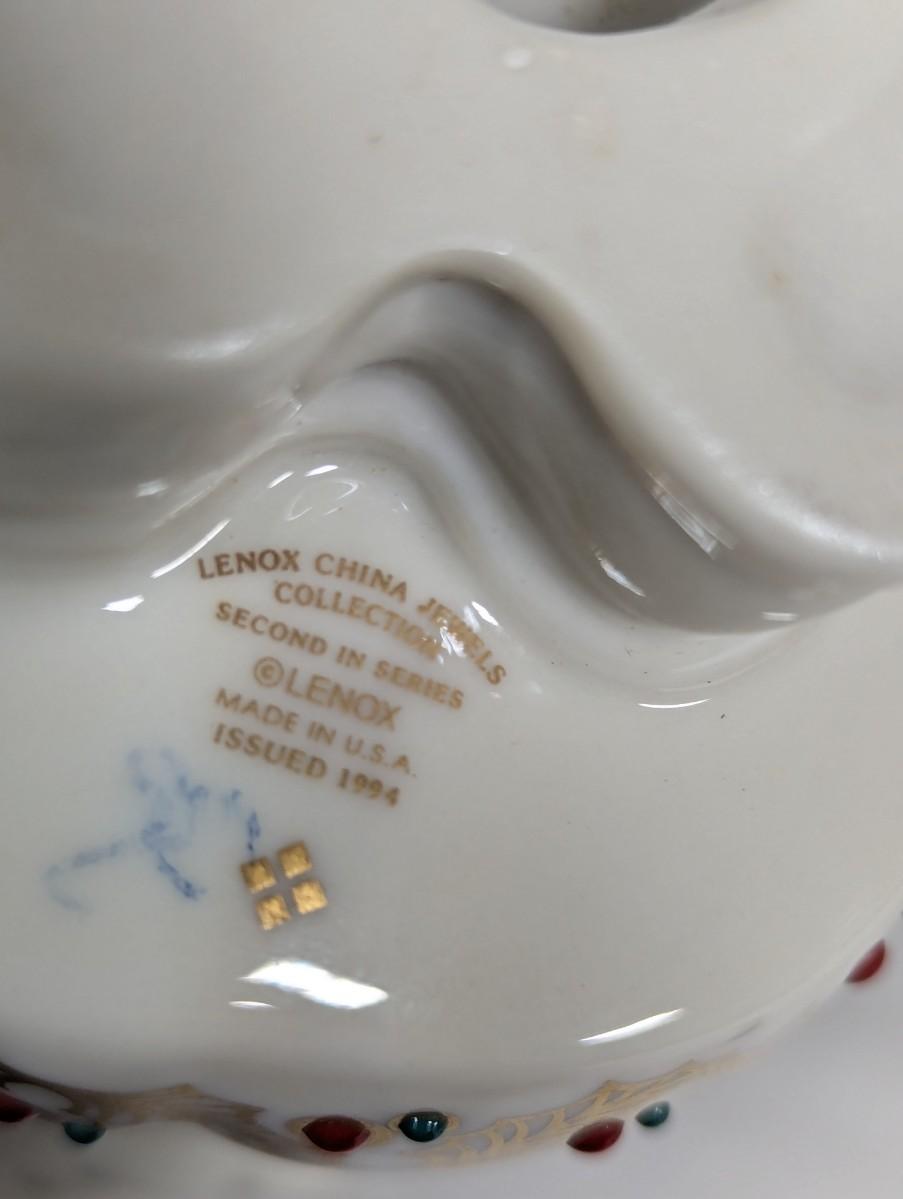 LENOX CHINA JEWELS
COLLECTION
SECOND IN SERIES
©LENOX
MADE IN U.S.A.
ISSUED 1994